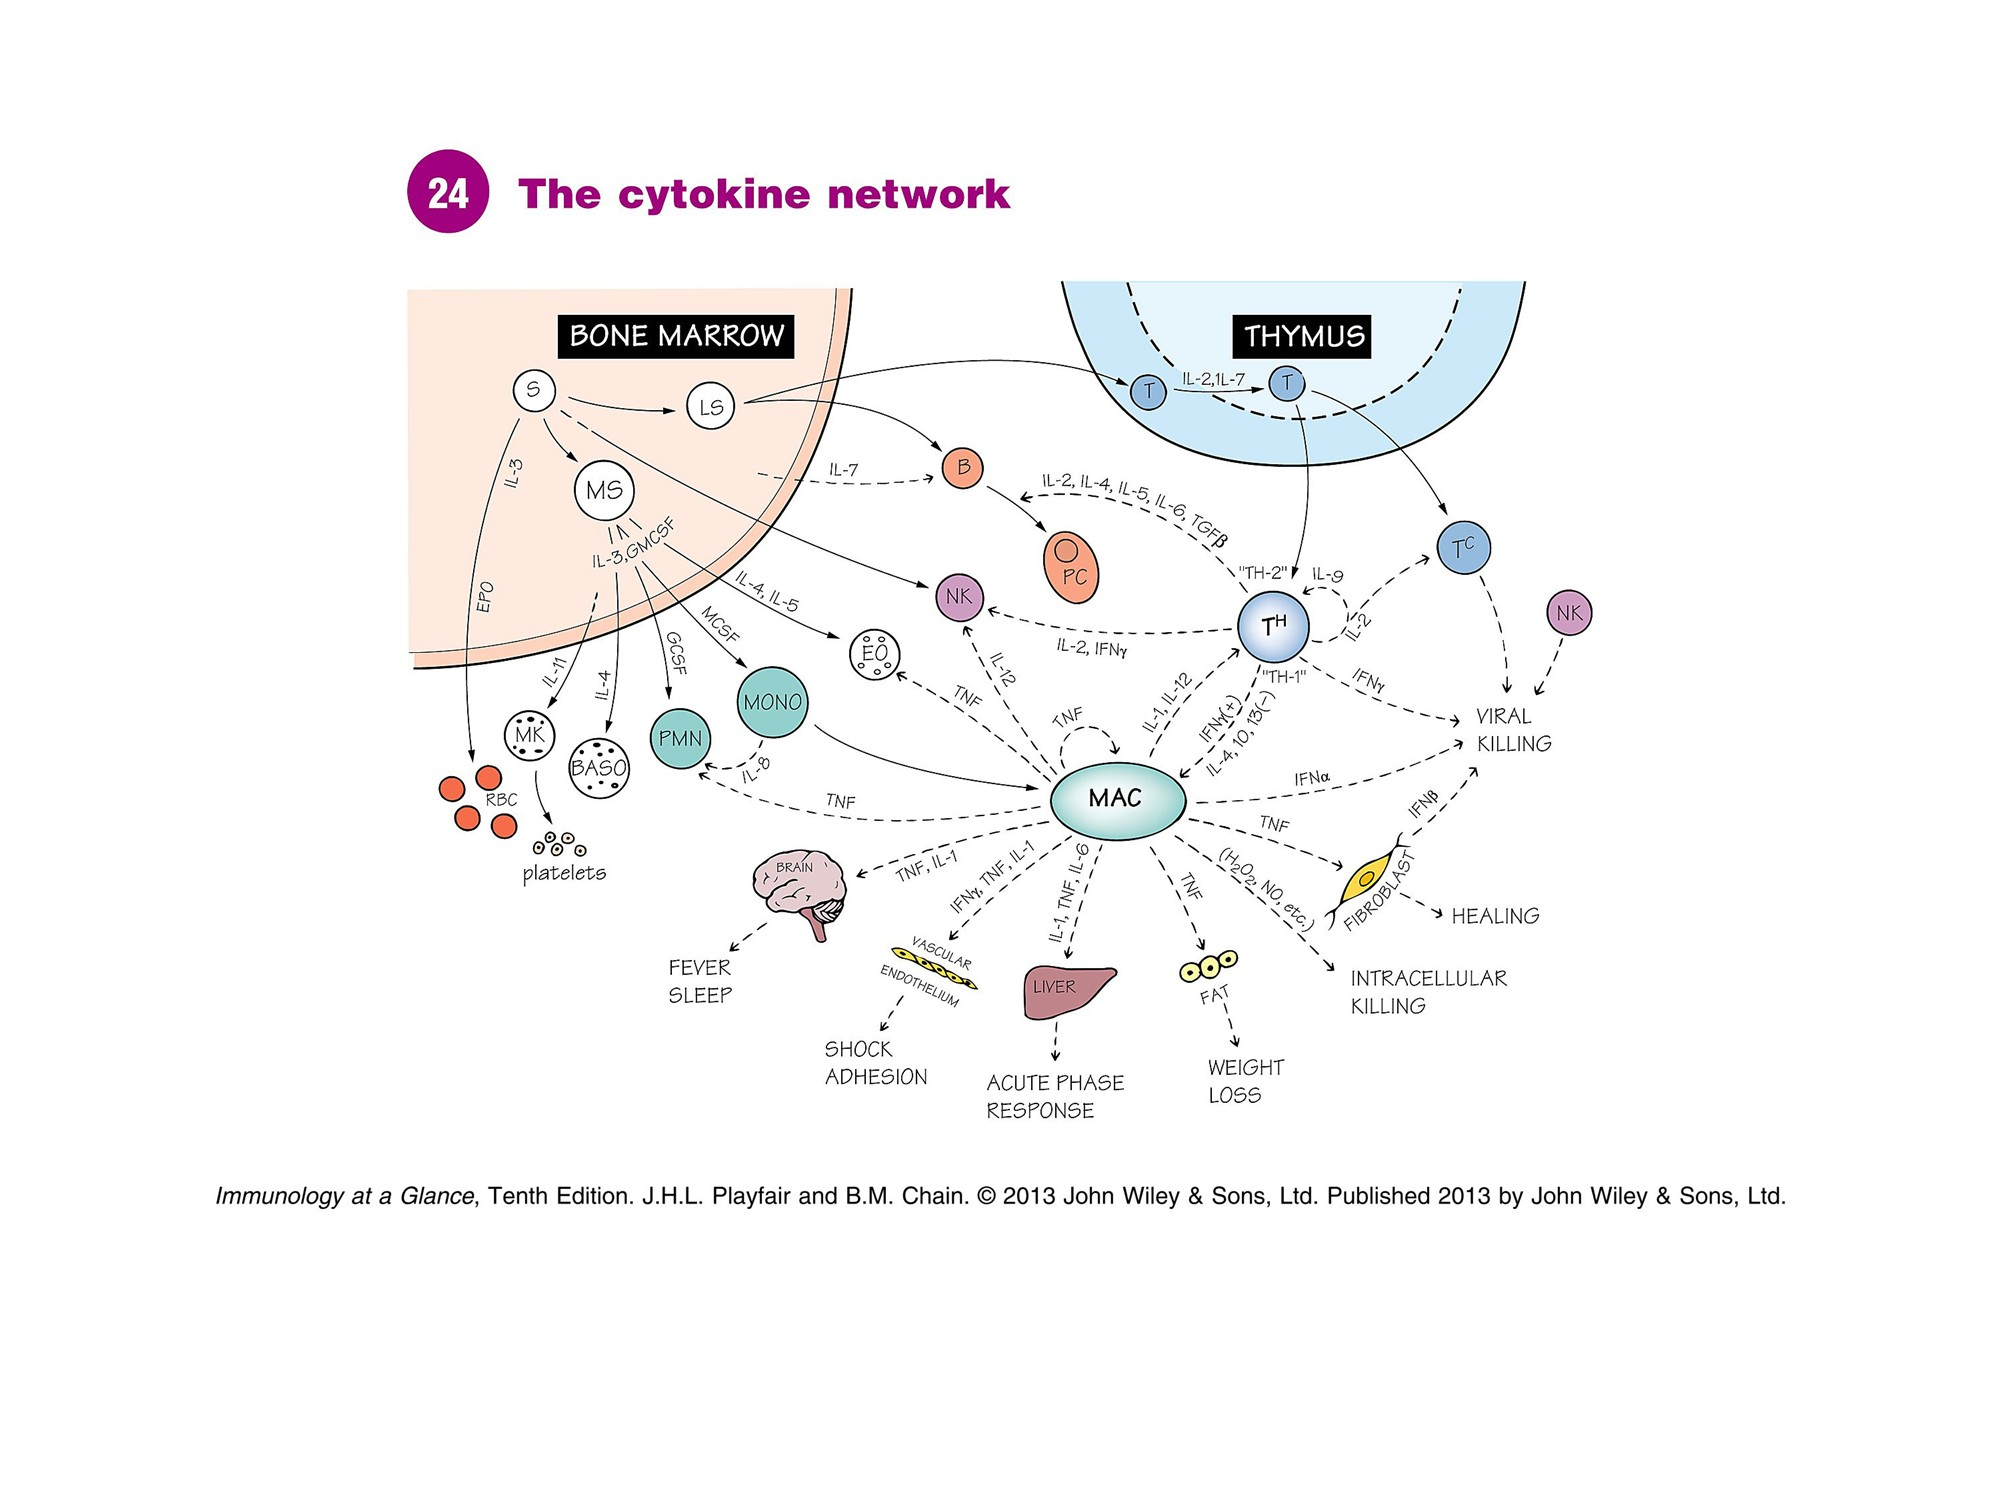 24 The cytokine network
BONE MARROW
THYMUS
S
LS
T
IL-2,IL-7
T
IL-3
MS
IL-7
B
IL-2, IL-4, IL-5, IL-6, TGFβ
IL-3,GMCSF
PC
TC
EPO
IL-4, IL-5
NK
"TH-2"
IL-9
TH
IL-2
NK
MCSF
GCSF
EO
IL-2, IFNγ
"TH-1"
IL-11
IL-4
IL-12
TNF
IL-1, IL-12
IFNγ(+)
IL-4, 10, 13(-)
IFNγ
MK
BASO
PMN
MONO
IL-8
TNF
VIRAL
KILLING
RBC
platelets
TNF
MAC
IFNα
IFNβ
TNF
BRAIN
TNF, IL-1
IFNγ, TNF, IL-1
IL-1, TNF, IL-6
TNF
(H2O2, NO, etc.)
FIBROBLAST
HEALING
FEVER
SLEEP
VASCULAR
ENDOTHELIUM
LIVER
FAT
INTRACELLULAR
KILLING
SHOCK
ADHESION
ACUTE PHASE
RESPONSE
WEIGHT
LOSS
Immunology at a Glance, Tenth Edition. J.H.L. Playfair and B.M. Chain. © 2013 John Wiley & Sons, Ltd. Published 2013 by John Wiley & Sons, Ltd.